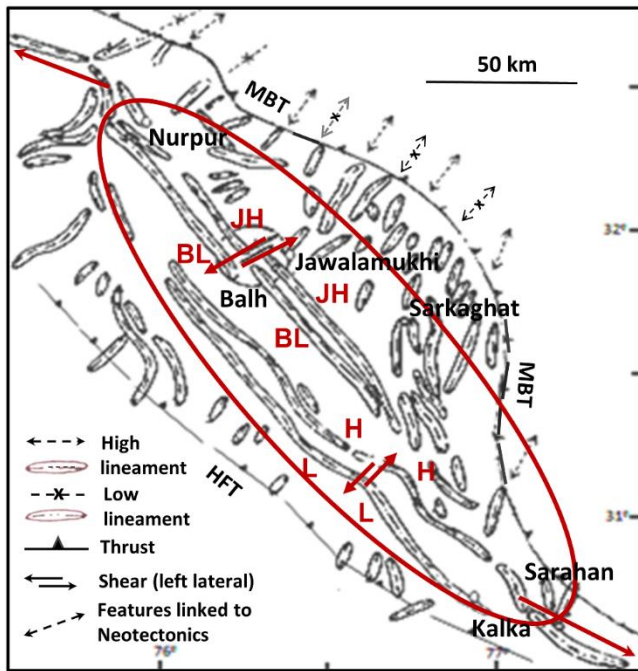 50 km
MBT
Nurpur
32°
JH
BL
Jawalamukhi
JH
Balh
Sarkaghat
BL
MBT
H
High
H
lineament
HFT
L
Low
L
lineament
31°
Thrust
Shear (left lateral)
Sarahan
Features linked to
Neotectonics
Kalka
76°
77°